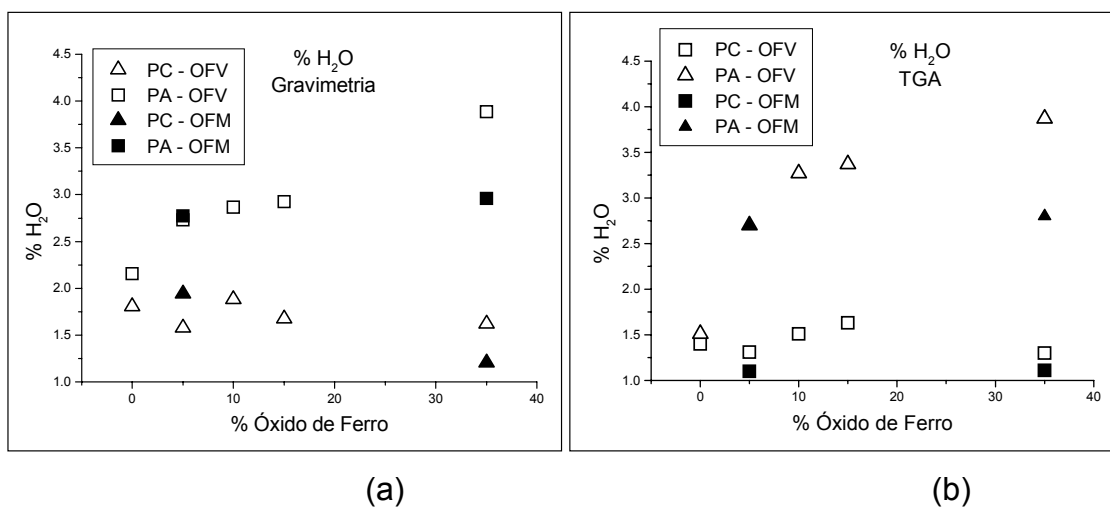 % H₂O
Gravimetria
PC - OFV
PA - OFV
PC - OFM
PA - OFM
4.5
4.0
3.5
3.0
2.5
2.0
1.5
1.0
% H₂O
0
10
20
30
40
% Óxido de Ferro
(a)
% H₂O
TGA
PC - OFV
PA - OFV
PC - OFM
PA - OFM
4.5
4.0
3.5
3.0
2.5
2.0
1.5
1.0
% H₂O
0
10
20
30
40
% Óxido de Ferro
(b)